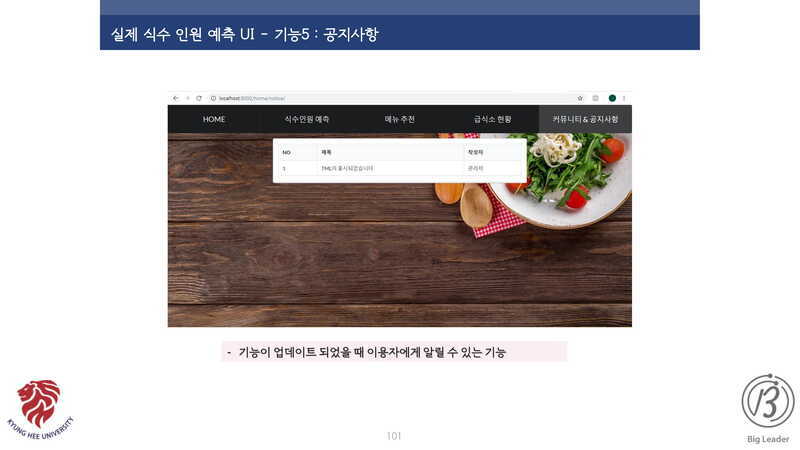 실제 식수 인원 예측 UI – 기능5 : 공지사항
localhost:8000/home/notice/
HOME 식수인원 예측 메뉴 추천 급식소 현황 커뮤니티 & 공지사항
NO 제목 작성자
1 TML이 출시되었습니다 관리자
- 기능이 업데이트 되었을 때 이용자에게 알릴 수 있는 기능
KYUNG HEE UNIVERSITY
101
Big Leader